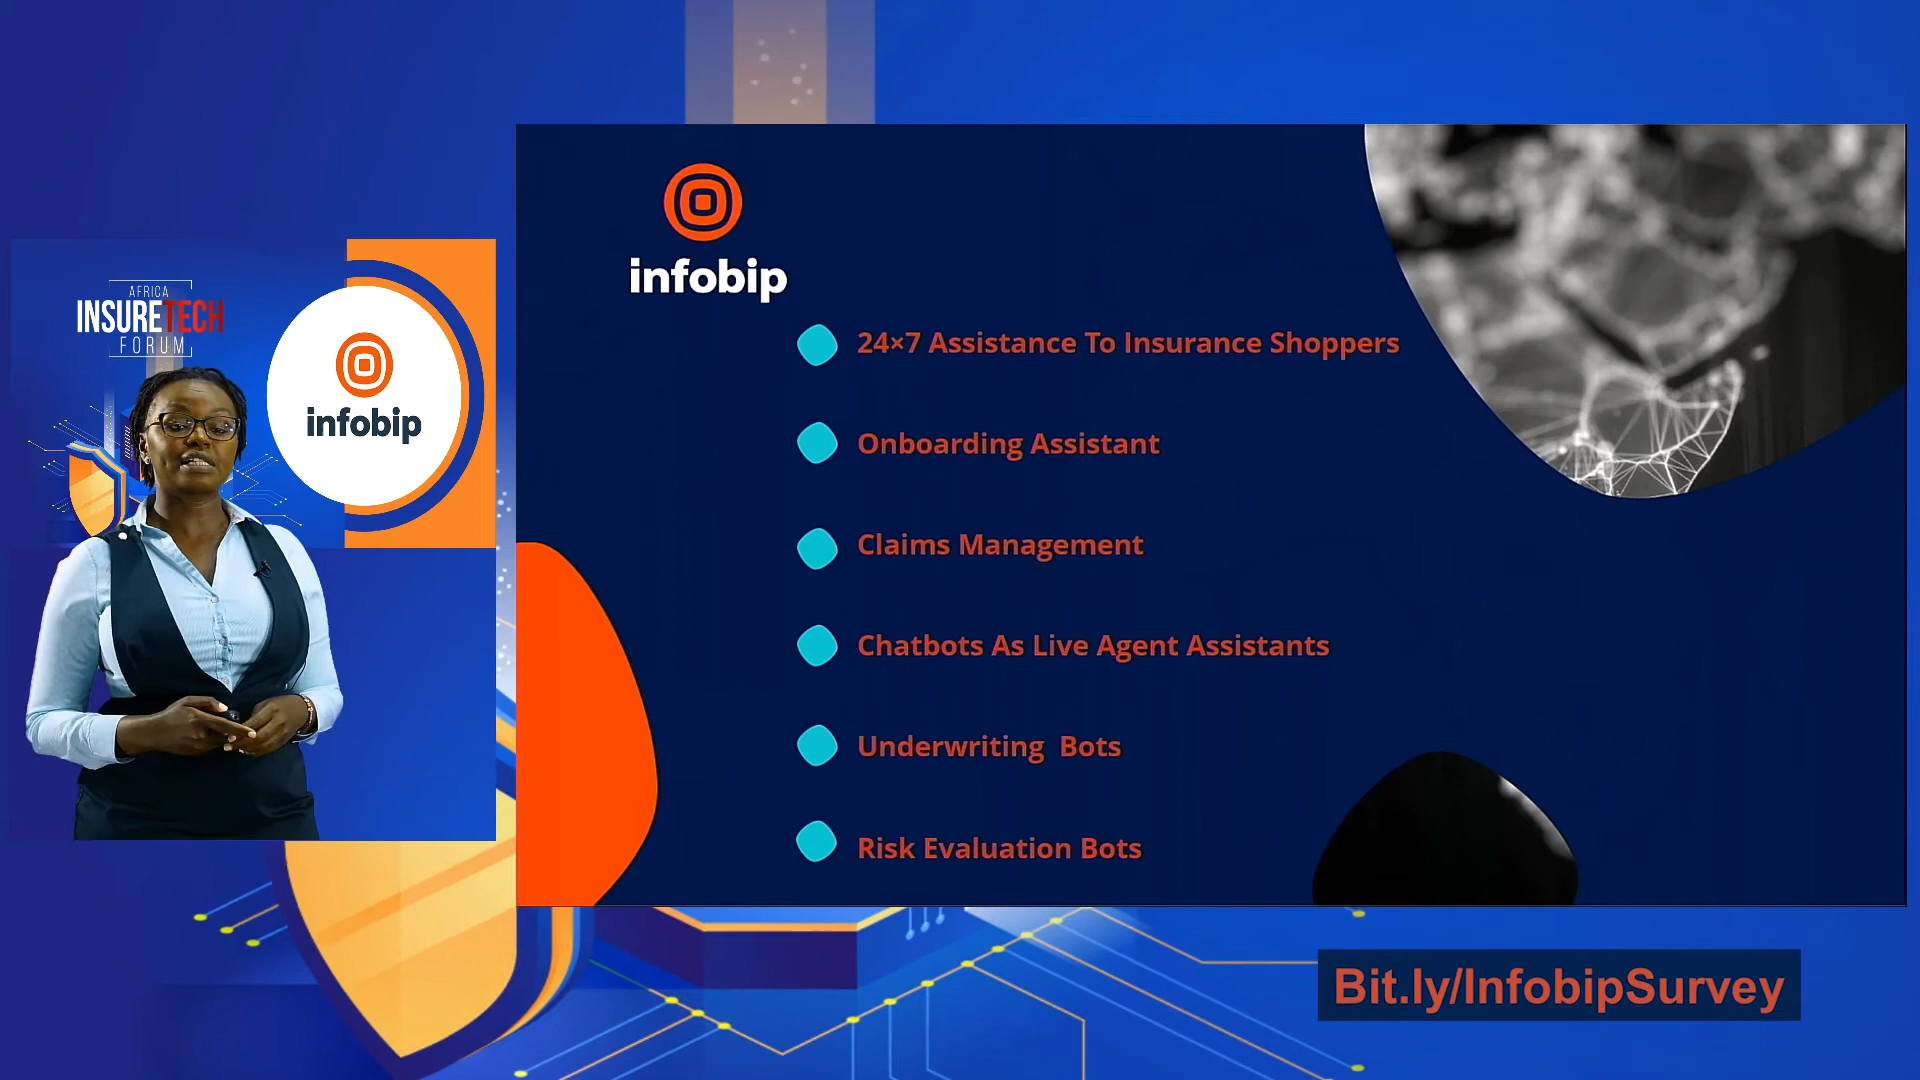 AFRICA
INSURETECH
FORUM
infobip
infobip
24×7 Assistance To Insurance Shoppers
Onboarding Assistant
Claims Management
Chatbots As Live Agent Assistants
Underwriting  Bots
Risk Evaluation Bots
Bit.ly/InfobipSurvey